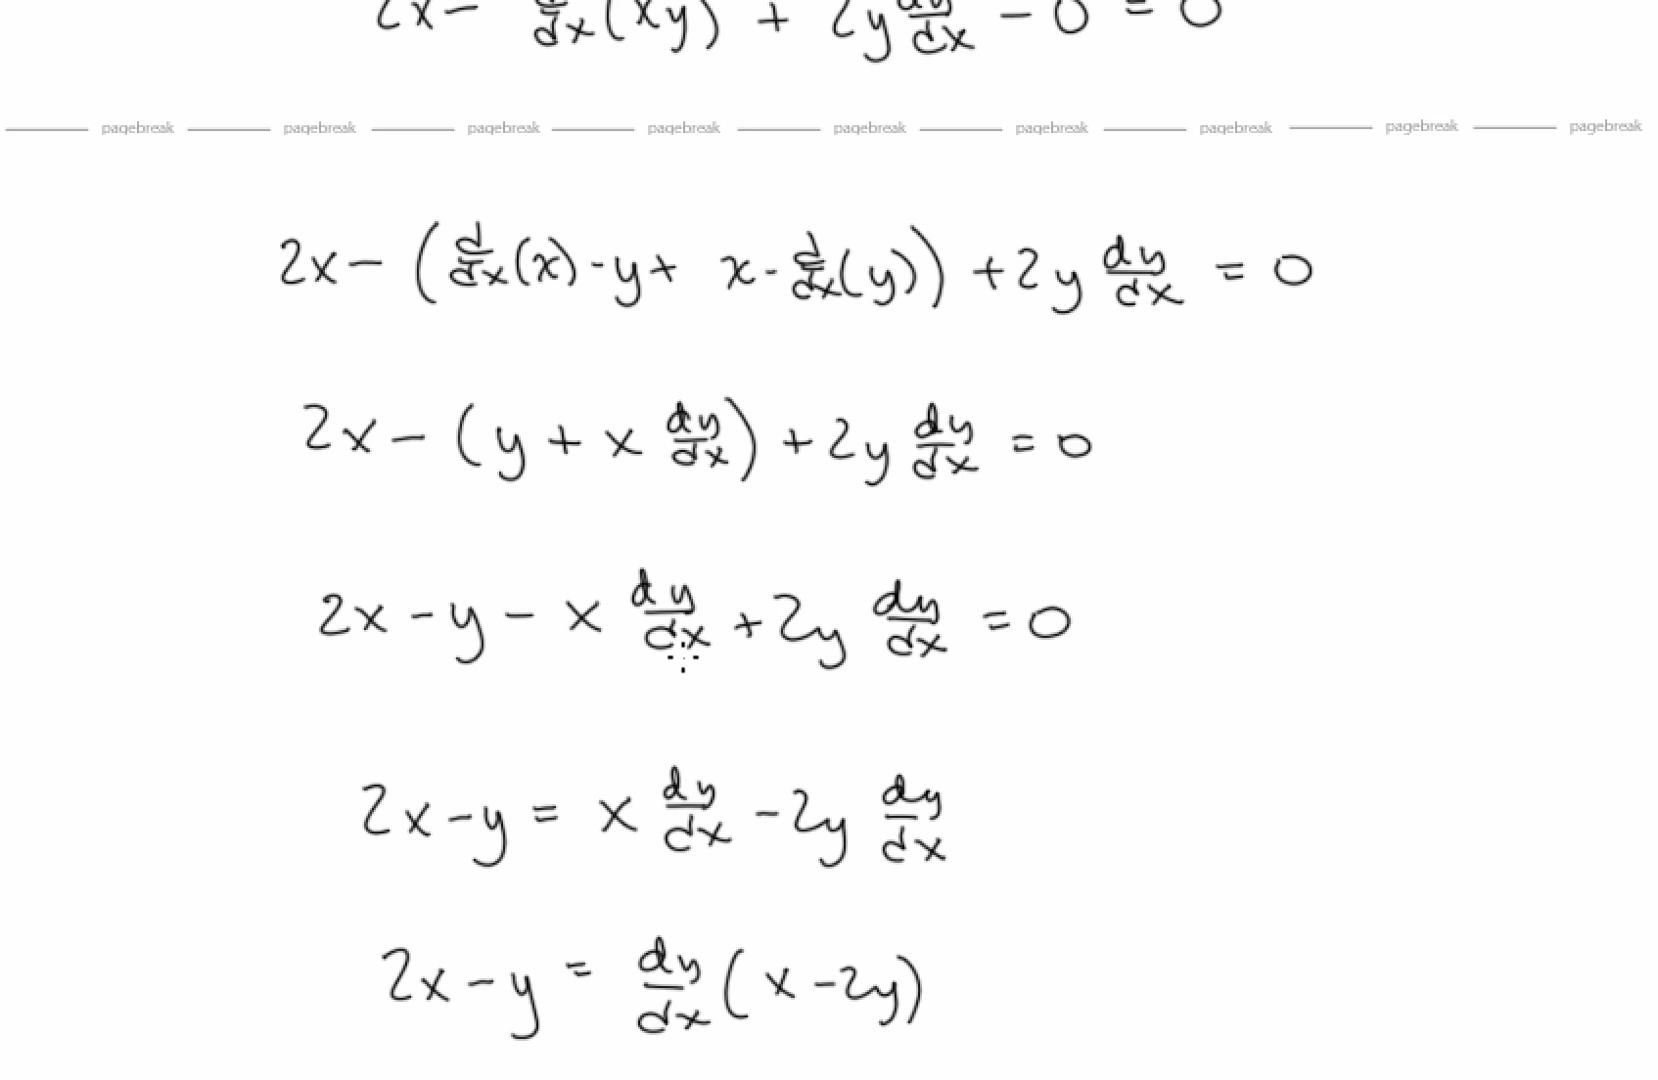 2x - d/dx(xy) + 2y dy/dx - 0 = 0
pagebreak pagebreak pagebreak pagebreak pagebreak pagebreak pagebreak pagebreak pagebreak
2x - (d/dx(x) - y + x - d/dx(y)) + 2y dy/dx = 0
2x - (y + x dy/dx) + 2y dy/dx = 0
2x - y - x dy/dx + 2y dy/dx = 0
2x - y = x dy/dx - 2y dy/dx
2x - y = dy/dx (x - 2y)